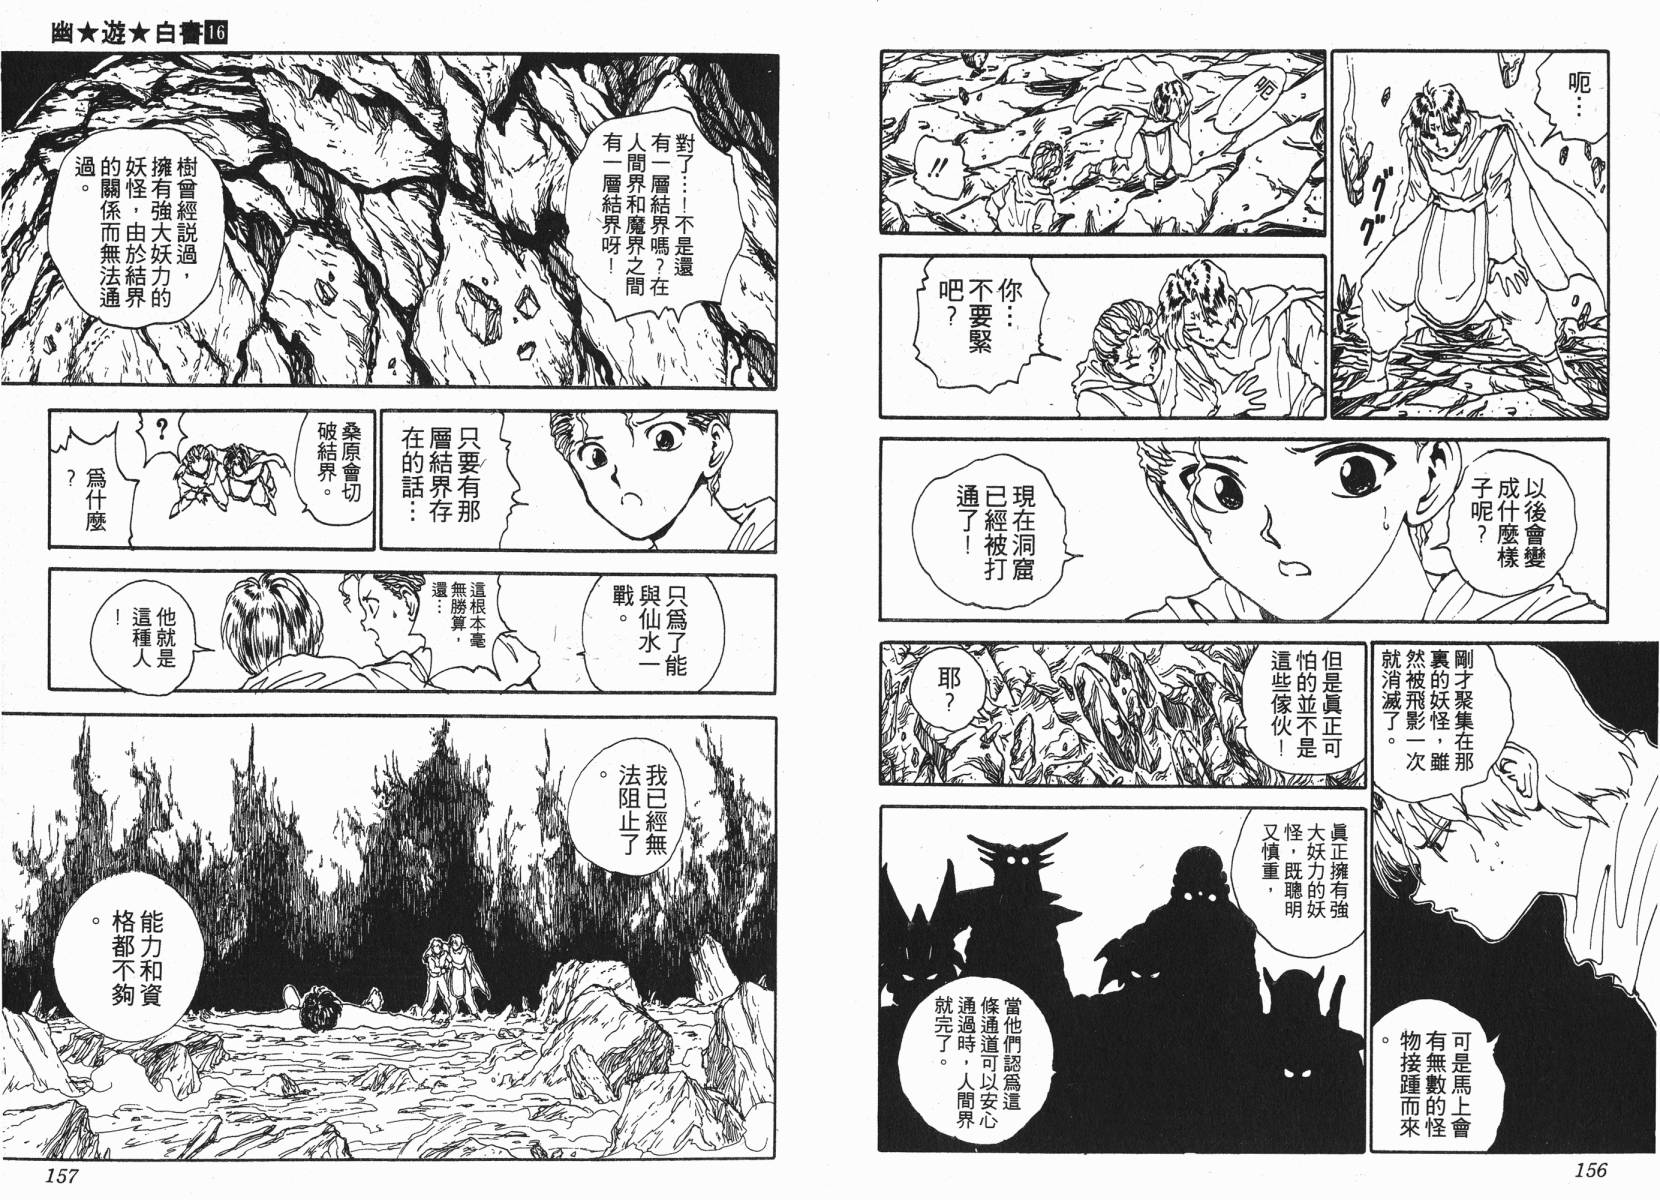 呃…
グ
グ
グ
呃…
!!
你…
不要緊
吧？
以後會變
成什麼樣
子呢？
現在洞窟
已經被打
通了！
剛才聚集在那
裏的妖怪，雖
然被飛影一次
就消滅了。
可是馬上會
有無數的怪
物接踵而來
。
但是眞正可
怕的並不是
這些傢伙！
耶？
眞正擁有強
大妖力的妖
怪，既聰明
又慎重，
當他們認爲這
條通道可以安心
通過時，人間界
就完了。
156
幽★遊★白書16
對了…！不是還
有一層結界嗎？在
人間界和魔界之間
有一層結界呀！
樹曾經説過，
擁有強大妖力的
妖怪，由於結界
的關係而無法通
過。
只要有那
層結界存
在的話…
桑原會切
破結界。
？
爲什麼
？
只爲了能
與仙水一
戰。
這根本毫
無勝算，
還…
他就是
這種人
！
我已經無
法阻止了
。
能力和資
格都不夠
。
157